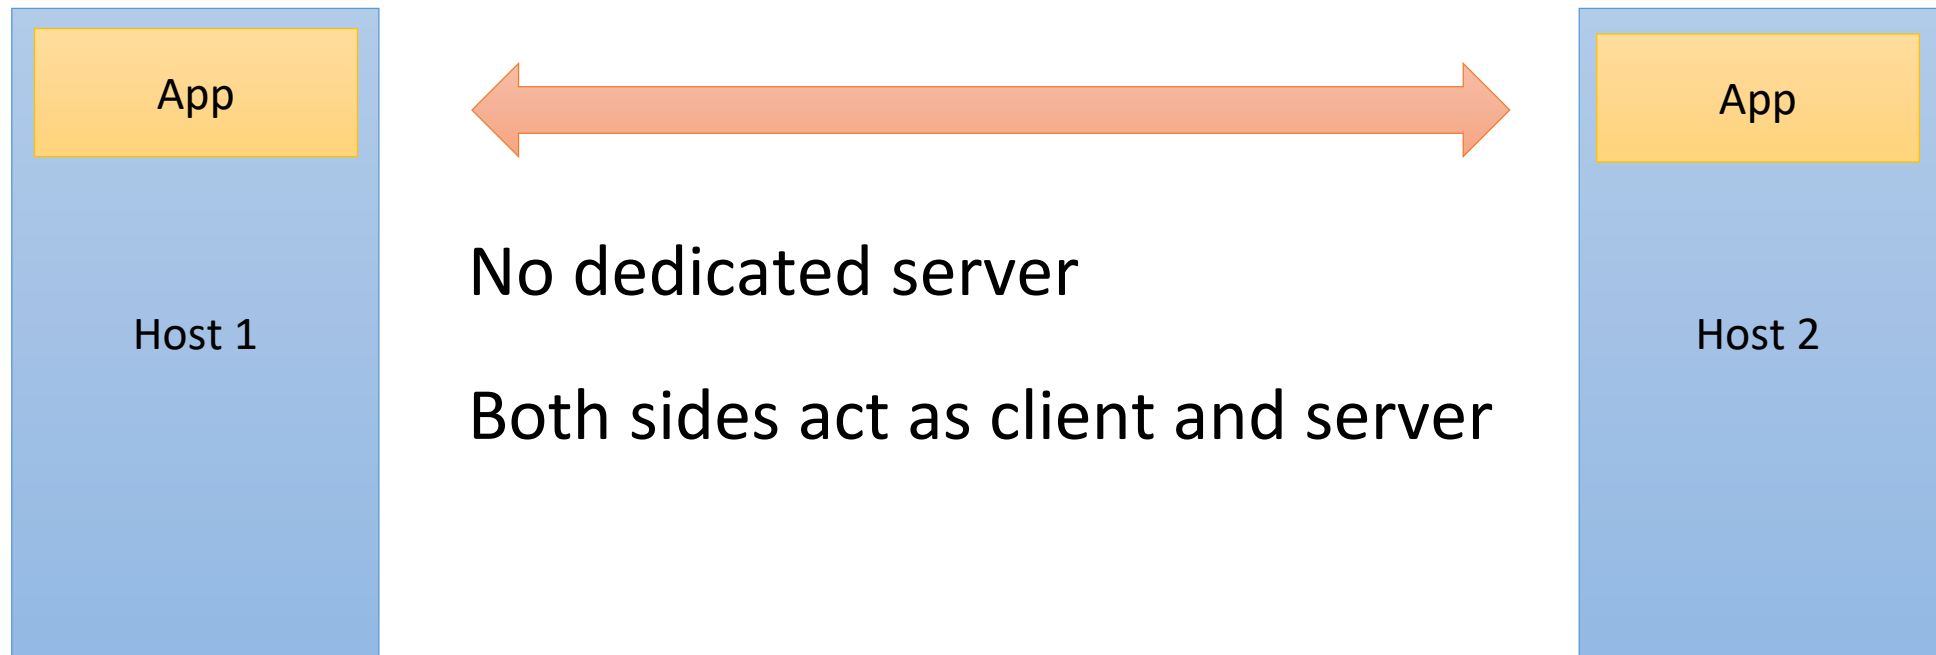 App
App
No dedicated server
Host 1
Host 2
Both sides act as client and server